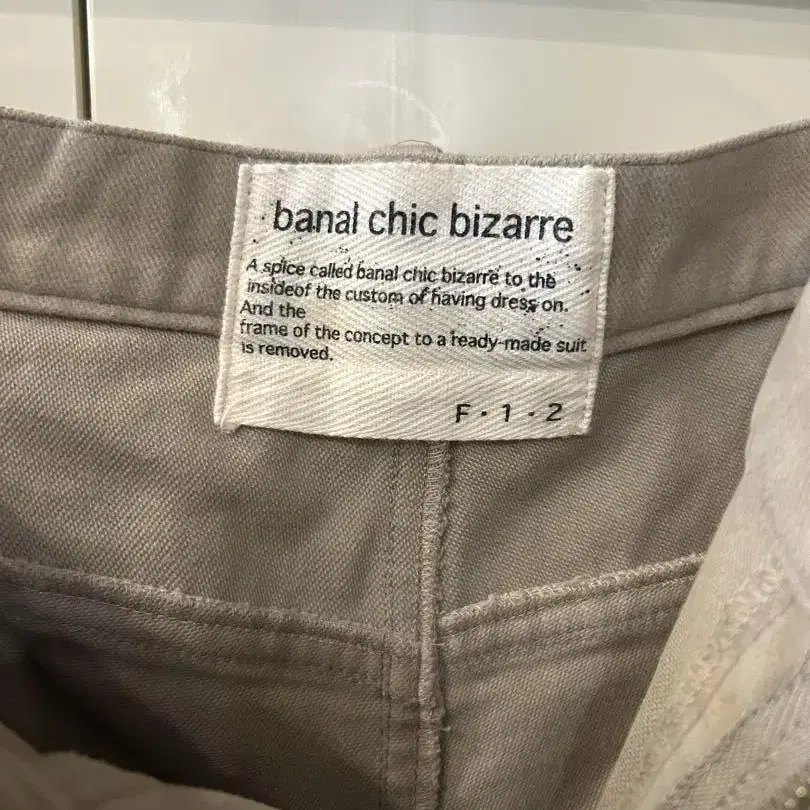 banal chic bizarre
A spice called banal chic bizarre to the
insideof the custom of having dress on.
And the
frame of the concept to a ready-made suit
is removed.
F・1・2